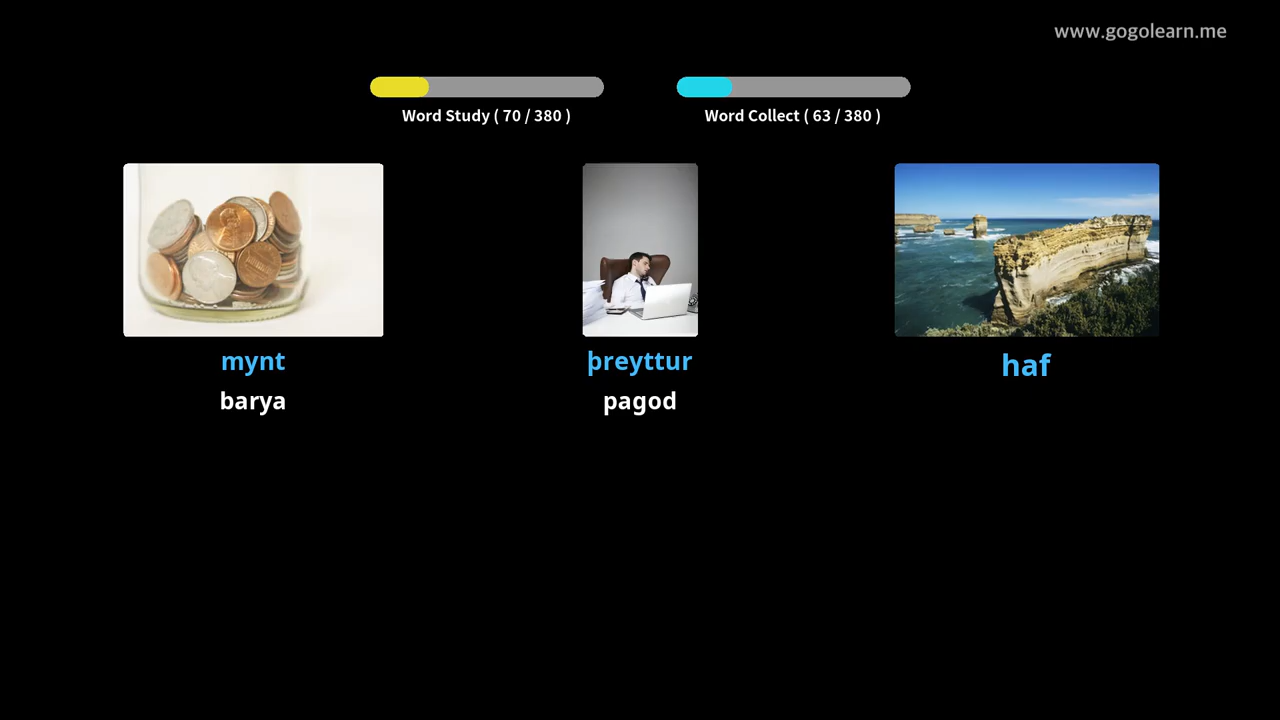 www.gogolearn.me
Word Study ( 70 / 380 )
Word Collect ( 63 / 380 )
mynt
barya
þreyttur
pagod
haf